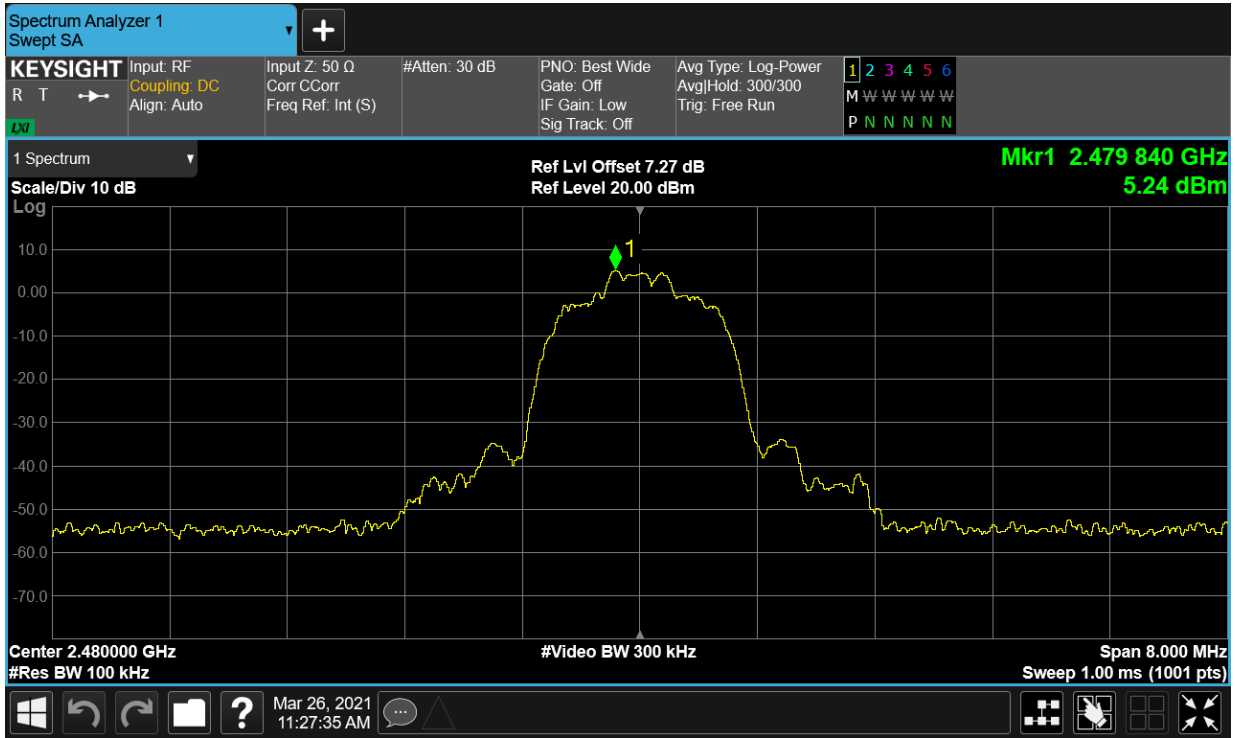 Spectrum Analyzer 1
Swept SA
KEYSIGHT
R T
LXI
Input: RF
Coupling: DC
Align: Auto
Input Z: 50 Ω
Corr CCorr
Freq Ref: Int (S)
#Atten: 30 dB
PNO: Best Wide
Gate: Off
IF Gain: Low
Sig Track: Off
Avg Type: Log-Power
Avg|Hold: 300/300
Trig: Free Run
1 2 3 4 5 6
M W W W W W
P N N N N N
1 Spectrum
Scale/Div 10 dB
Log
Ref Lvl Offset 7.27 dB
Ref Level 20.00 dBm
Mkr1 2.479 840 GHz
5.24 dBm
1
10.0
0.00
-10.0
-20.0
-30.0
-40.0
-50.0
-60.0
-70.0
Center 2.480000 GHz
#Video BW 300 kHz
Span 8.000 MHz
#Res BW 100 kHz
Sweep 1.00 ms (1001 pts)
?
Mar 26, 2021
11:27:35 AM